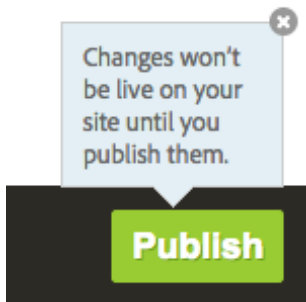 Changes won't
be live on your
site until you
publish them.
Publish